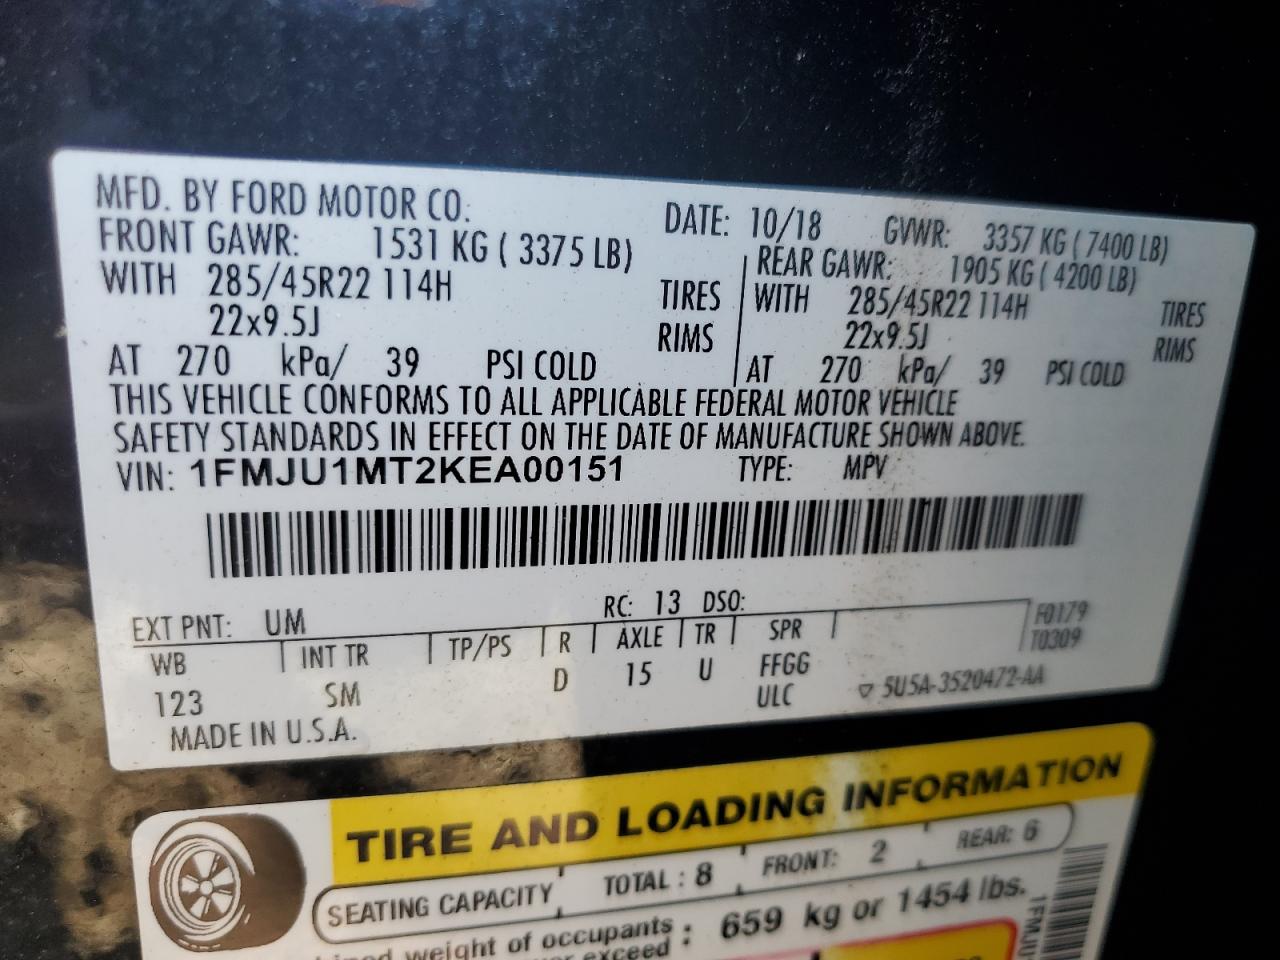 MFD. BY FORD MOTOR CO. DATE: 10/18 GVWR: 3357 KG ( 7400 LB)
FRONT GAWR: 1531 KG ( 3375 LB) REAR GAWR: 1905 KG ( 4200 LB)
WITH 285/45R22 114H TIRES WITH 285/45R22 114H TIRES
22x9.5J RIMS 22x9.5J RIMS
AT 270 kPa/ 39 PSI COLD AT 270 kPa/ 39 PSI COLD
THIS VEHICLE CONFORMS TO ALL APPLICABLE FEDERAL MOTOR VEHICLE
SAFETY STANDARDS IN EFFECT ON THE DATE OF MANUFACTURE SHOWN ABOVE.
VIN: 1FMJU1MT2KEA00151 TYPE: MPV
EXT PNT: UM RC: 13 DSO: F0179
WB INT TR TP/PS R AXLE TR SPR T0309
123 SM D 15 U FFGG
ULC ▽ 5U5A-3520472-AA
MADE IN U.S.A.
TIRE AND LOADING INFORMATION
SEATING CAPACITY TOTAL : 8 FRONT: 2 REAR: 6
weight of occupants : 659 kg or 1454 lbs.
exceed
1FMJU